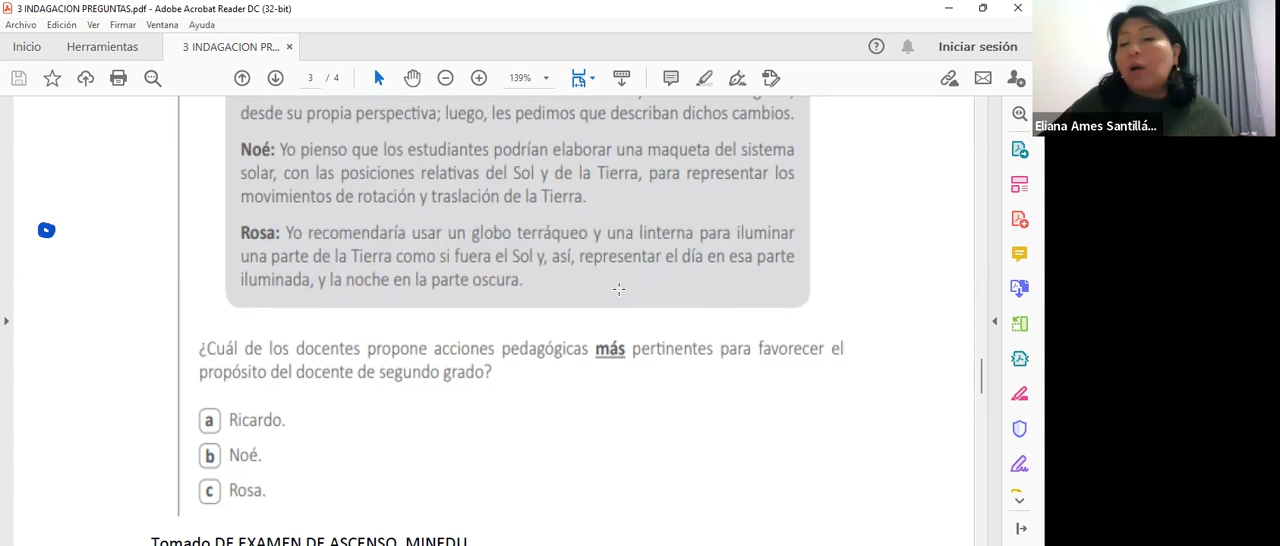 3 INDAGACION PREGUNTAS.pdf - Adobe Acrobat Reader DC (32-bit)
Archivo Edición Ver Firmar Ventana Ayuda
Inicio Herramientas 3 INDAGACION PR... × Iniciar sesión
3 / 4 139%
Eliana Ames Santillá...
desde su propia perspectiva; luego, les pedimos que describan dichos cambios.
Noé: Yo pienso que los estudiantes podrían elaborar una maqueta del sistema
solar, con las posiciones relativas del Sol y de la Tierra, para representar los
movimientos de rotación y traslación de la Tierra.
Rosa: Yo recomendaría usar un globo terráqueo y una linterna para iluminar
una parte de la Tierra como si fuera el Sol y, así, representar el día en esa parte
iluminada, y la noche en la parte oscura.
¿Cuál de los docentes propone acciones pedagógicas más pertinentes para favorecer el
propósito del docente de segundo grado?
a Ricardo.
b Noé.
c Rosa.
Tomado DE EXAMEN DE ASCENSO MINEDU